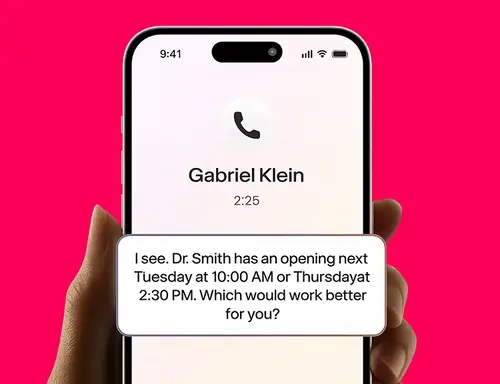 9:41
Gabriel Klein
2:25
I see. Dr. Smith has an opening next
Tuesday at 10:00 AM or Thursdayat
2:30 PM. Which would work better
for you?